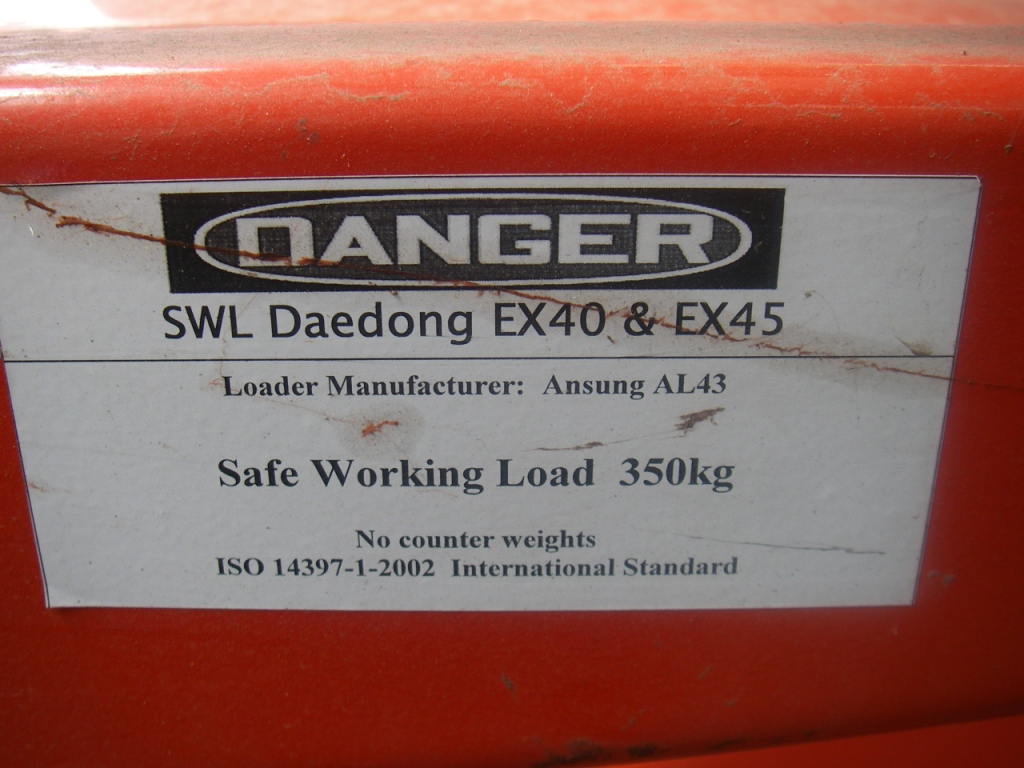 DANGER
SWL Daedong EX40 & EX45
Loader Manufacturer: Ansung AL43
Safe Working Load 350kg
No counter weights
ISO 14397-1-2002 International Standard